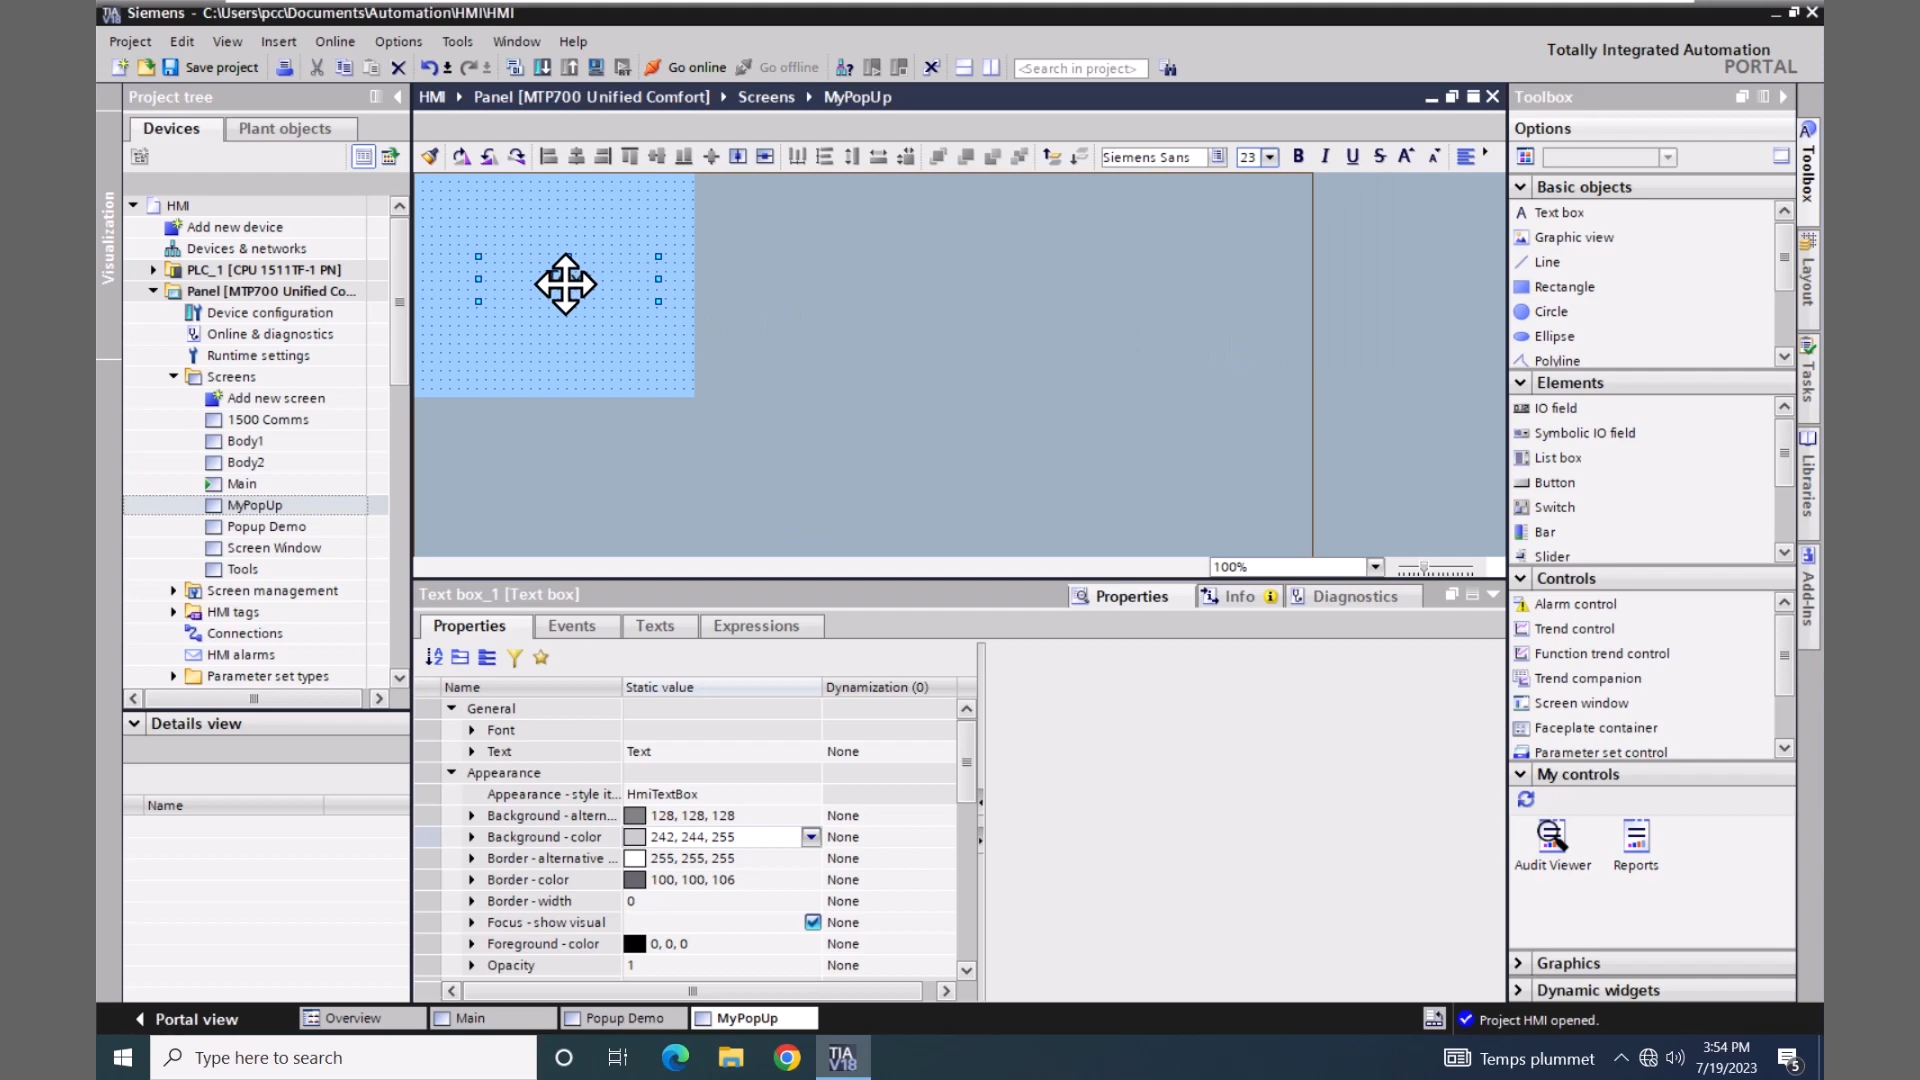 TIA V18 Siemens - C:\Users\pcc\Documents\Automation\HMI\HMI
Project Edit View Insert Online Options Tools Window Help
Totally Integrated Automation
PORTAL
Save project Go online Go offline <Search in project>
Project tree
HMI Panel [MTP700 Unified Comfort] Screens MyPopUp
Toolbox
Devices Plant objects
Options
Siemens Sans 23 B I U S A A
Visualization
HMI
Add new device
Devices & networks
PLC_1 [CPU 1511TF-1 PN]
Panel [MTP700 Unified Co...
Device configuration
Online & diagnostics
Runtime settings
Screens
Add new screen
1500 Comms
Body1
Body2
Main
MyPopUp
Popup Demo
Screen Window
Tools
Screen management
HMI tags
Connections
HMI alarms
Parameter set types
Details view
Name
100%
Text box_1 [Text box]
Properties Info Diagnostics
Properties Events Texts Expressions
Name Static value Dynamization (0)
General
Font
Text Text None
Appearance
Appearance - style it... HmiTextBox
Background - altern... 128, 128, 128 None
Background - color 242, 244, 255 None
Border - alternative ... 255, 255, 255 None
Border - color 100, 100, 106 None
Border - width 0 None
Focus - show visual None
Foreground - color 0, 0, 0 None
Opacity 1 None
Basic objects
A Text box
Graphic view
Line
Rectangle
Circle
Ellipse
Polyline
Elements
IO field
Symbolic IO field
List box
Button
Switch
Bar
Slider
Controls
Alarm control
Trend control
Function trend control
Trend companion
Screen window
Faceplate container
Parameter set control
My controls
Audit Viewer Reports
Graphics
Dynamic widgets
Toolbox
Layout
Tasks
Libraries
Add-Ins
Portal view Overview Main Popup Demo MyPopUp Project HMI opened.
Type here to search TIA V18 Temps plummet 3:54 PM
7/19/2023 5